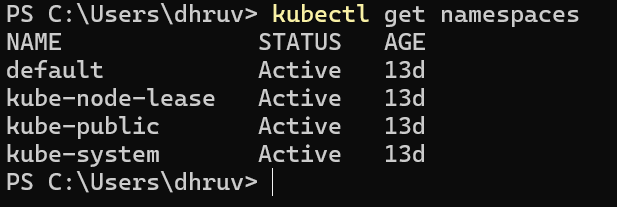 PS C:\Users\dhruv> kubectl get namespaces
NAME              STATUS   AGE
default           Active   13d
kube-node-lease   Active   13d
kube-public       Active   13d
kube-system       Active   13d
PS C:\Users\dhruv>